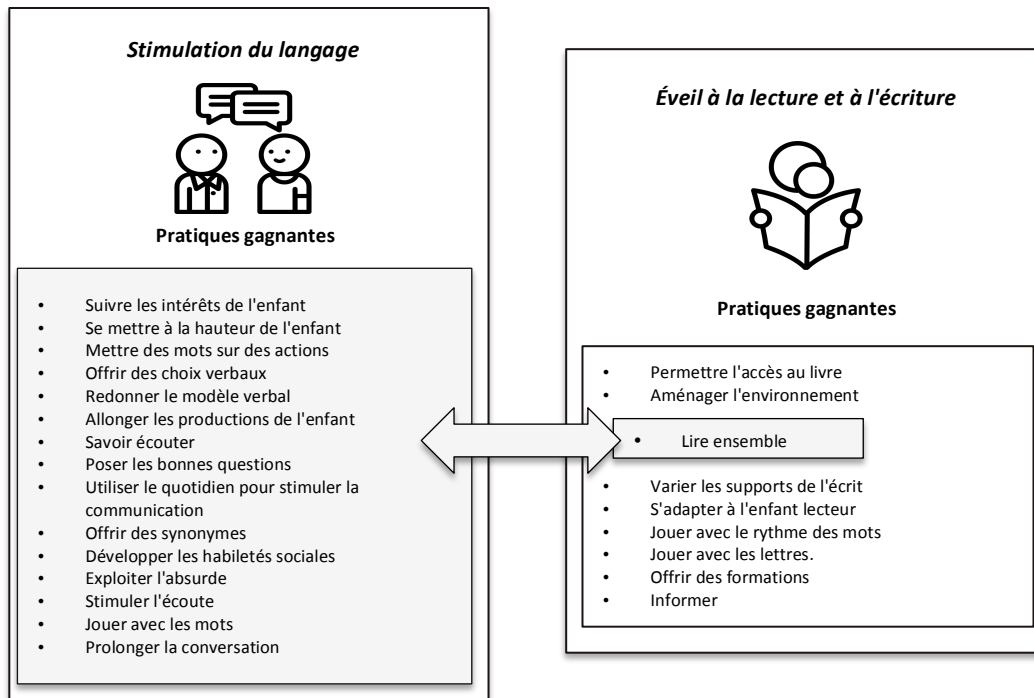 Stimulation du langage
Pratiques gagnantes
• Suivre les intérêts de l'enfant
• Se mettre à la hauteur de l'enfant
• Mettre des mots sur des actions
• Offrir des choix verbaux
• Redonner le modèle verbal
• Allonger les productions de l'enfant
• Savoir écouter
• Poser les bonnes questions
• Utiliser le quotidien pour stimuler la
communication
• Offrir des synonymes
• Développer les habiletés sociales
• Exploiter l'absurde
• Stimuler l'écoute
• Jouer avec les mots
• Prolonger la conversation
Éveil à la lecture et à l'écriture
Pratiques gagnantes
• Permettre l'accès au livre
• Aménager l'environnement
• Lire ensemble
• Varier les supports de l'écrit
• S'adapter à l'enfant lecteur
• Jouer avec le rythme des mots
• Jouer avec les lettres.
• Offrir des formations
• Informer